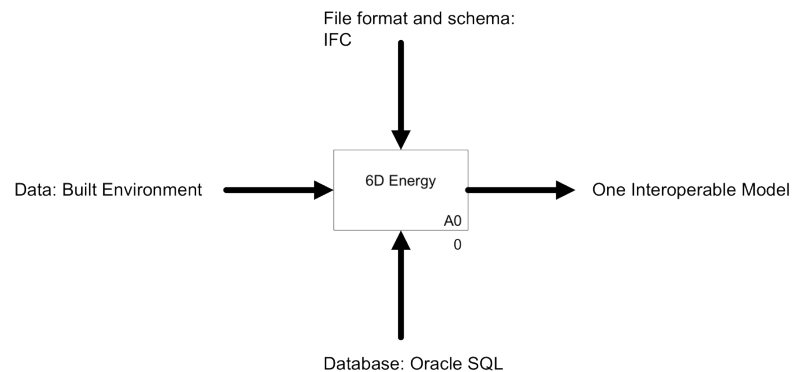 File format and schema:
IFC
6D Energy
Data: Built Environment
One Interoperable Model
A0
0
Database: Oracle SQL